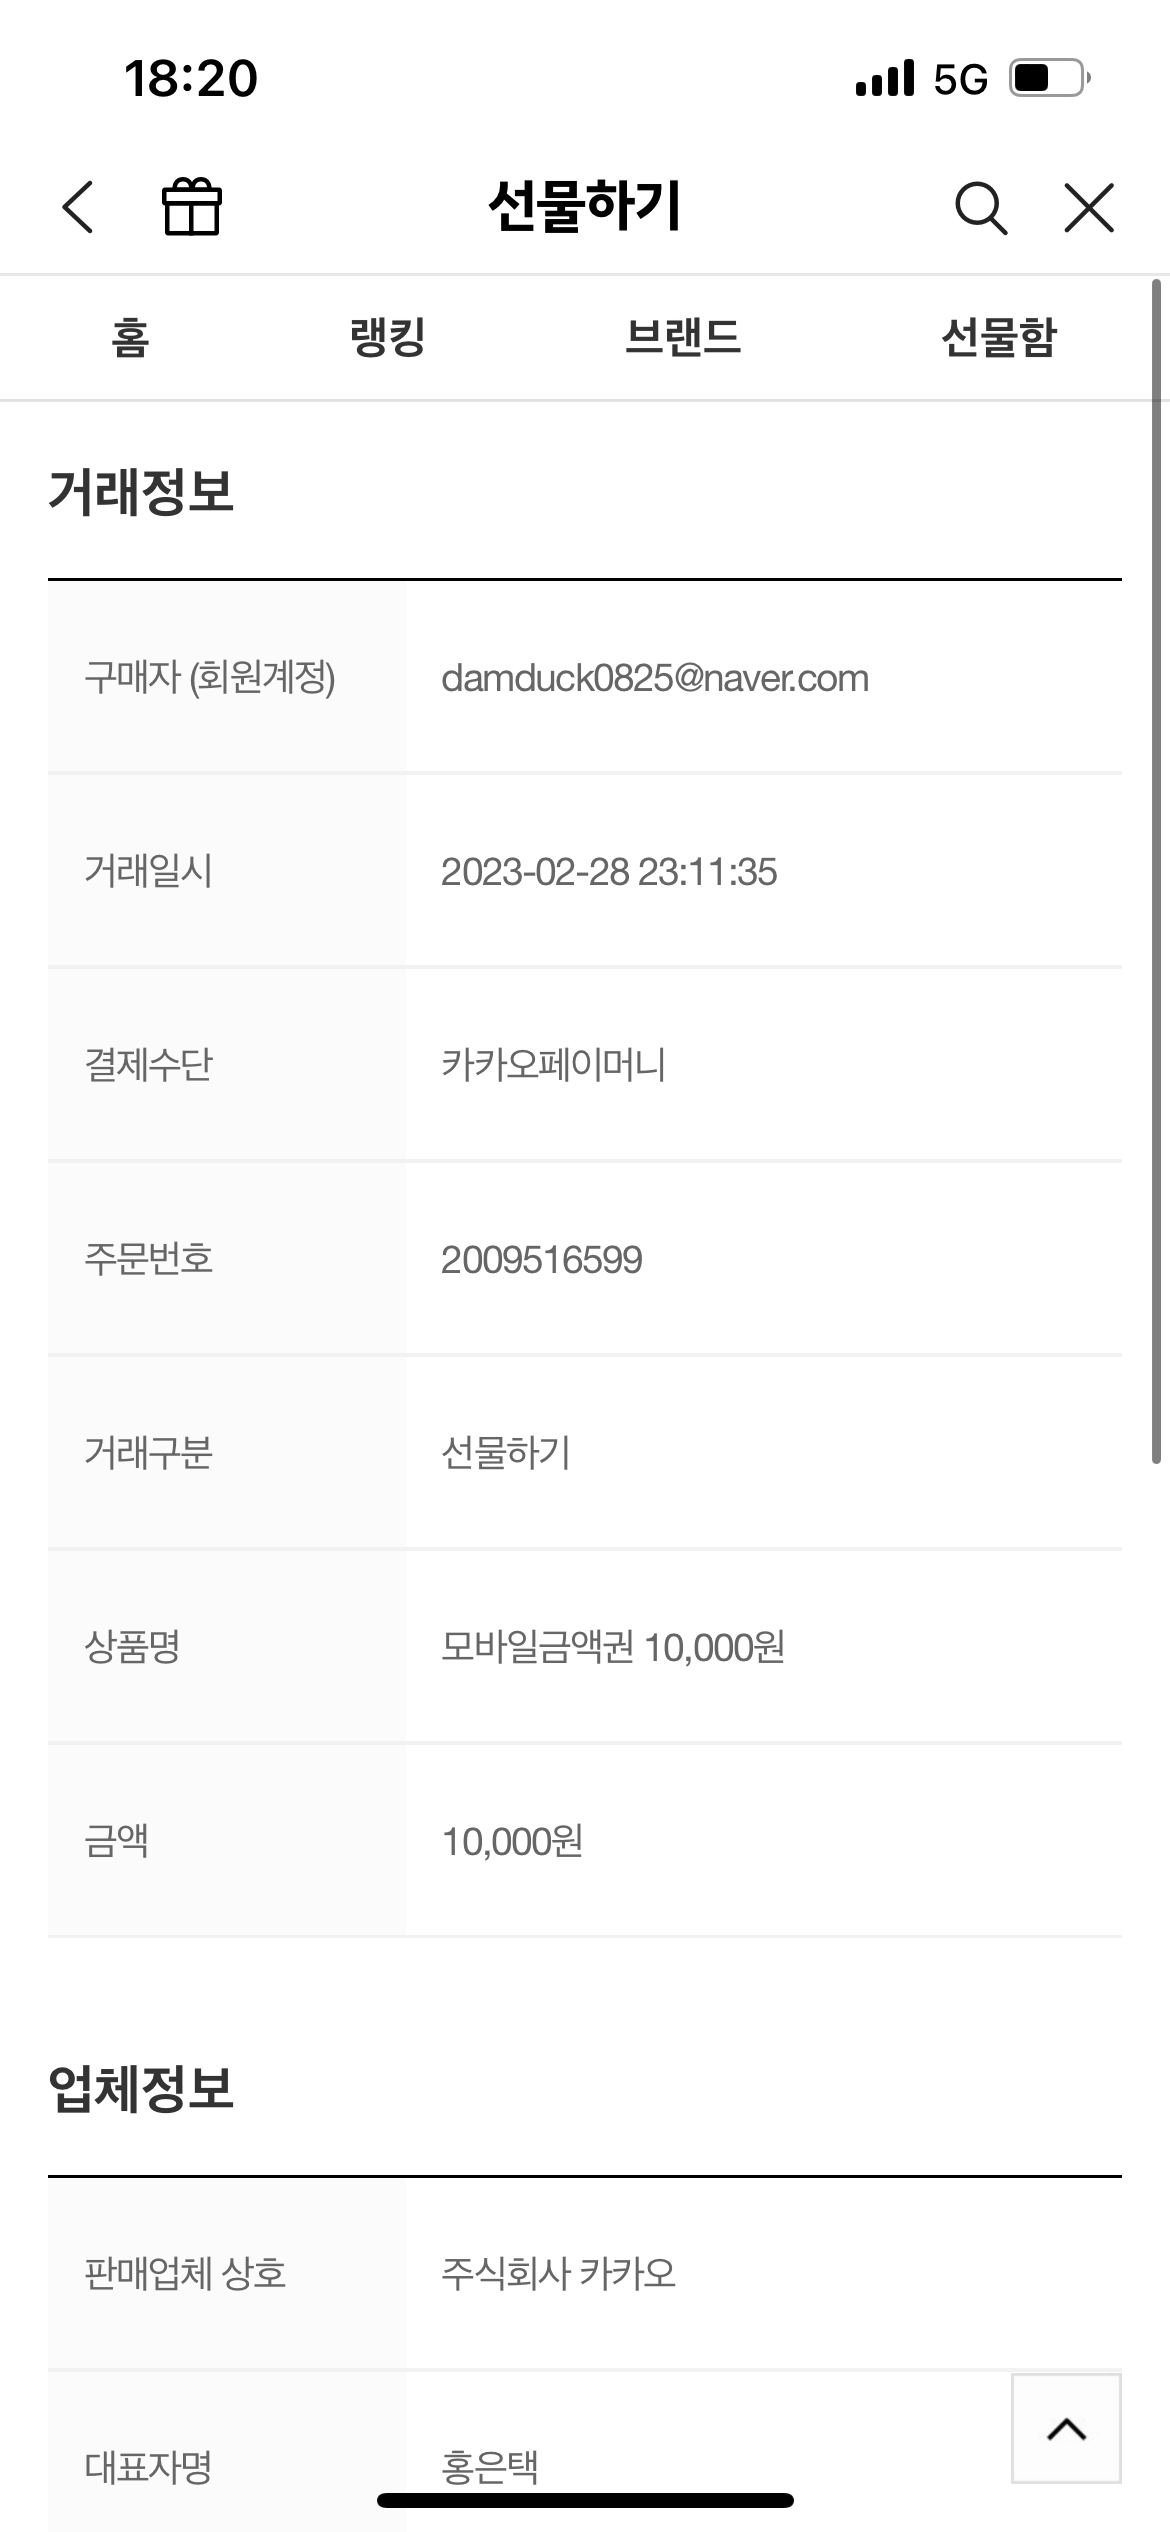 18:20 5G
선물하기
홈 랭킹 브랜드 선물함
거래정보
구매자 (회원계정) damduck0825@naver.com
거래일시 2023-02-28 23:11:35
결제수단 카카오페이머니
주문번호 2009516599
거래구분 선물하기
상품명 모바일금액권 10,000원
금액 10,000원
업체정보
판매업체 상호 주식회사 카카오
대표자명 홍은택